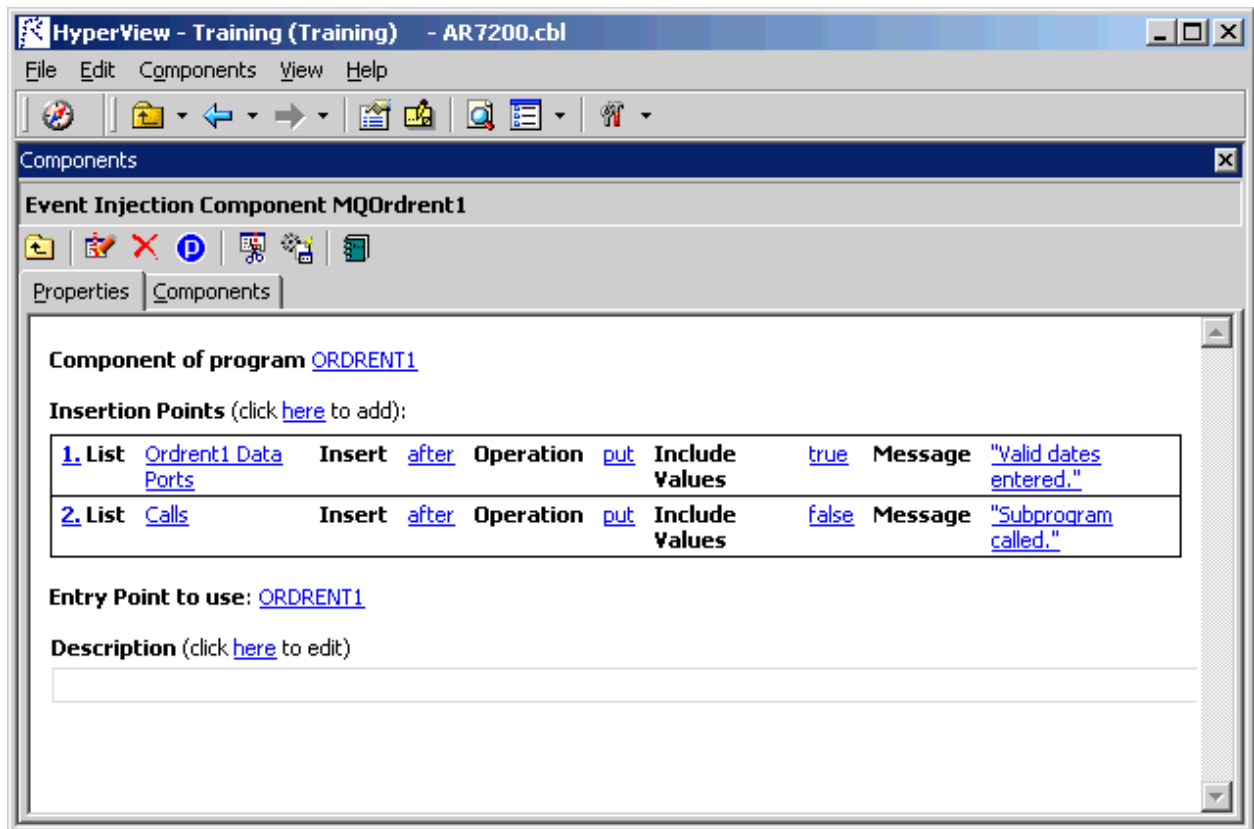 HyperView - Training (Training) - AR7200.cbl
File Edit Components View Help
Components
Event Injection Component MQOrdrent1
Properties Components
Component of program ORDRENT1
Insertion Points (click here to add):
1. List Ordrent1 Data Ports Insert after Operation put Include Values true Message "Valid dates entered."
2. List Calls Insert after Operation put Include Values false Message "Subprogram called."
Entry Point to use: ORDRENT1
Description (click here to edit)